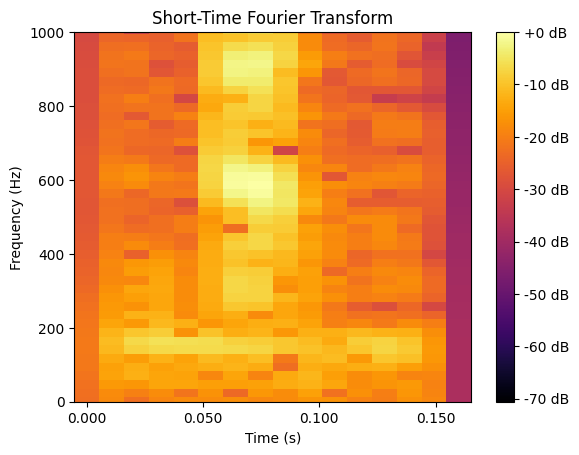 Short-Time Fourier Transform
Frequency (Hz)
1000
800
600
400
200
0
0.000 0.050 0.100 0.150
Time (s)
+0 dB
-10 dB
-20 dB
-30 dB
-40 dB
-50 dB
-60 dB
-70 dB